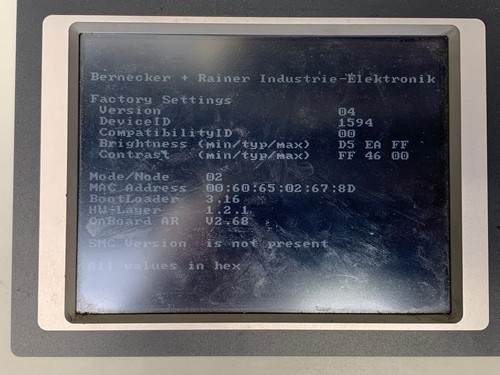 Bernecker + Rainer Industrie-Elektronik
Factory Settings
Version 04
DeviceID 1594
CompatibilityID 00
Brightness (min/typ/max) D5 EA FF
Contrast (min/typ/max) FF 46 00
Mode/Node 02
MAC Address 00:60:65:02:67:8D
BootLoader 3.16
HW-Layer 1.2.1
OnBoard AR V2.68
SMC Version is not present
All values in hex